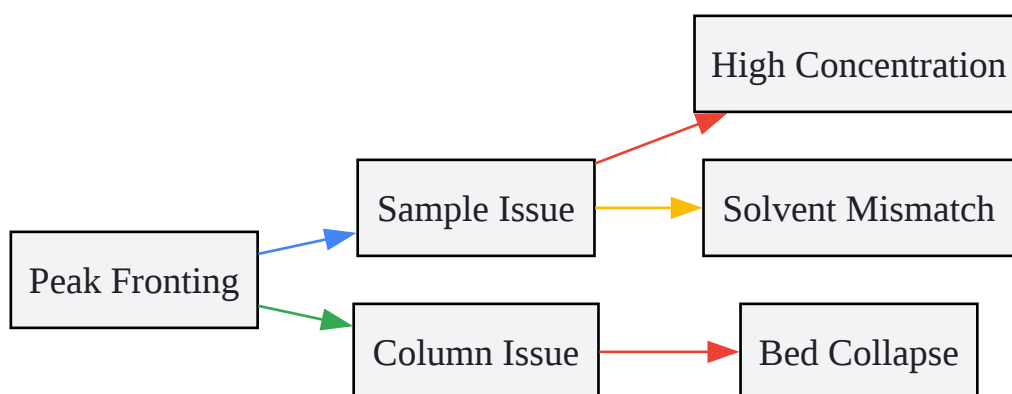 High Concentration
Sample Issue
Solvent Mismatch
Peak Fronting
Column Issue
Bed Collapse